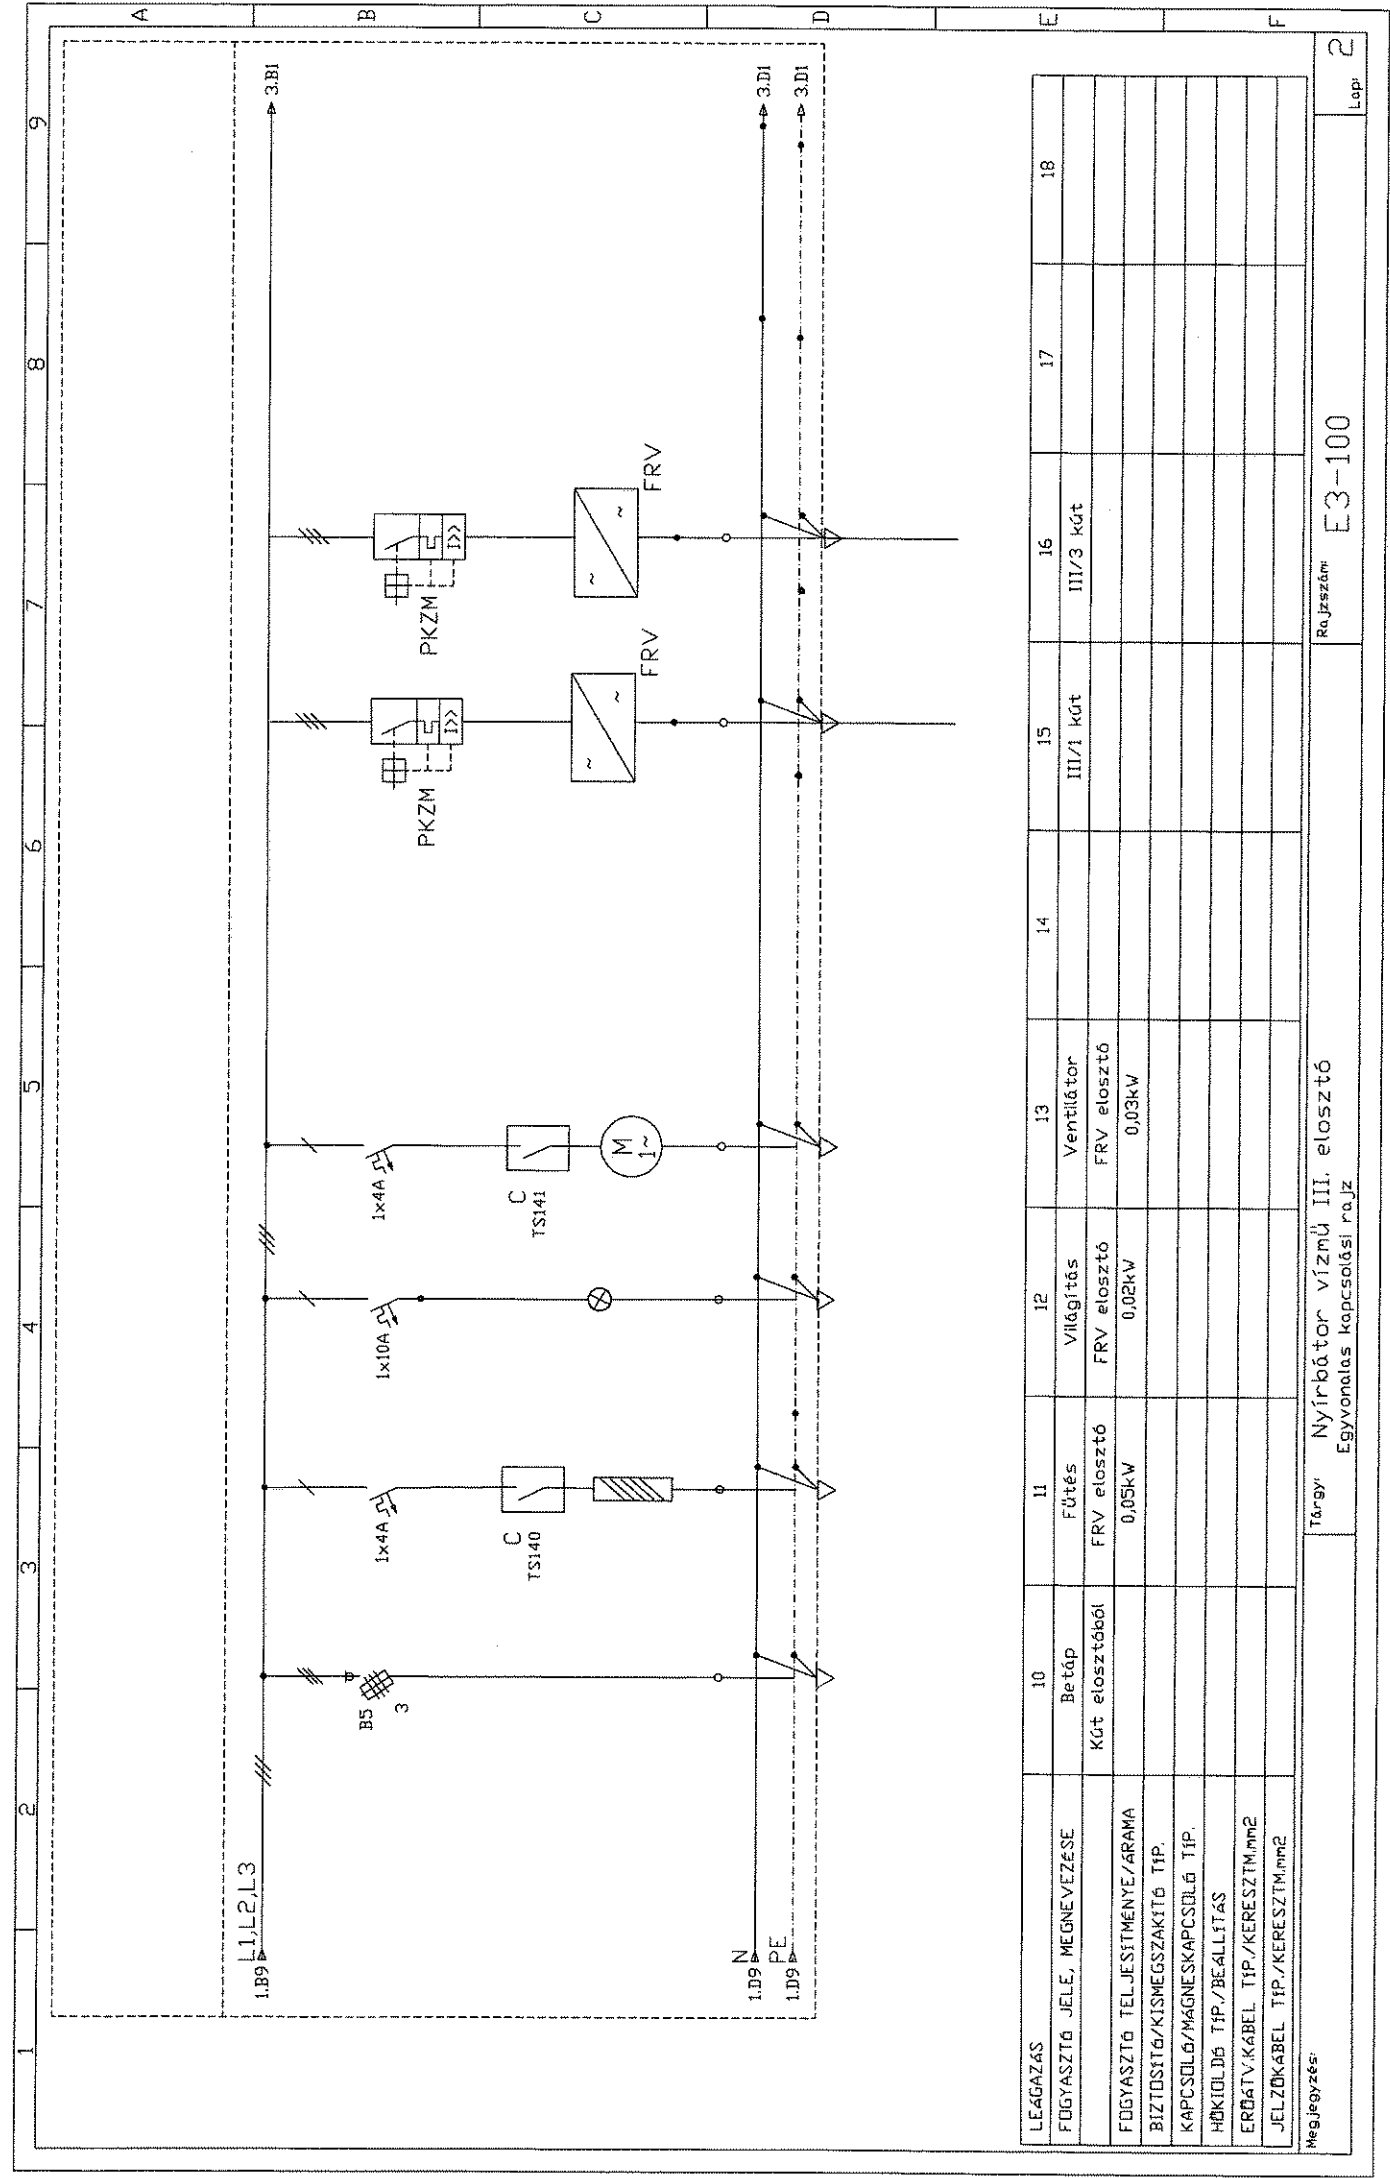 1 2 3 4 5 6 7 8 9
A
B
C
D
E
F
1.B9 L1,L2,L3
3.B1
B5
3
1x4A
1x10A
1x4A
PKZM
PKZM
I>>
I>>
C
TS140
C
TS141
M
1~
~ ~
FRV
~ ~
FRV
1.D9 N
3.D1
1.D9 PE
3.D1
LEÁGAZÁS 10 11 12 13 14 15 16 17 18
FOGYASZTÓ JELE, MEGNEVEZÉSE Betáp Fűtés Világítás Ventilátor III/1 kút III/3 kút
Kút elosztóból FRV elosztó FRV elosztó FRV elosztó
FOGYASZTÓ TELJESÍTMÉNYE/ÁRAMA 0,05kW 0,02kW 0,03kW
BIZTOSÍTÓ/KISMEGSZAKÍTÓ TÍP.
KAPCSOLÓ/MÁGNESKAPCSOLÓ TÍP.
HŐKIOLDÓ TÍP./BEÁLLÍTÁS
ERŐÁTV.KÁBEL TÍP./KERESZTM.mm2
JELZŐKÁBEL TÍP./KERESZTM.mm2
Megjegyzés:
Tárgy: Nyírbátor vízmű III. elosztó
Egyvonalas kapcsolási rajz
Rajzszám: E3-100
Lap: 2